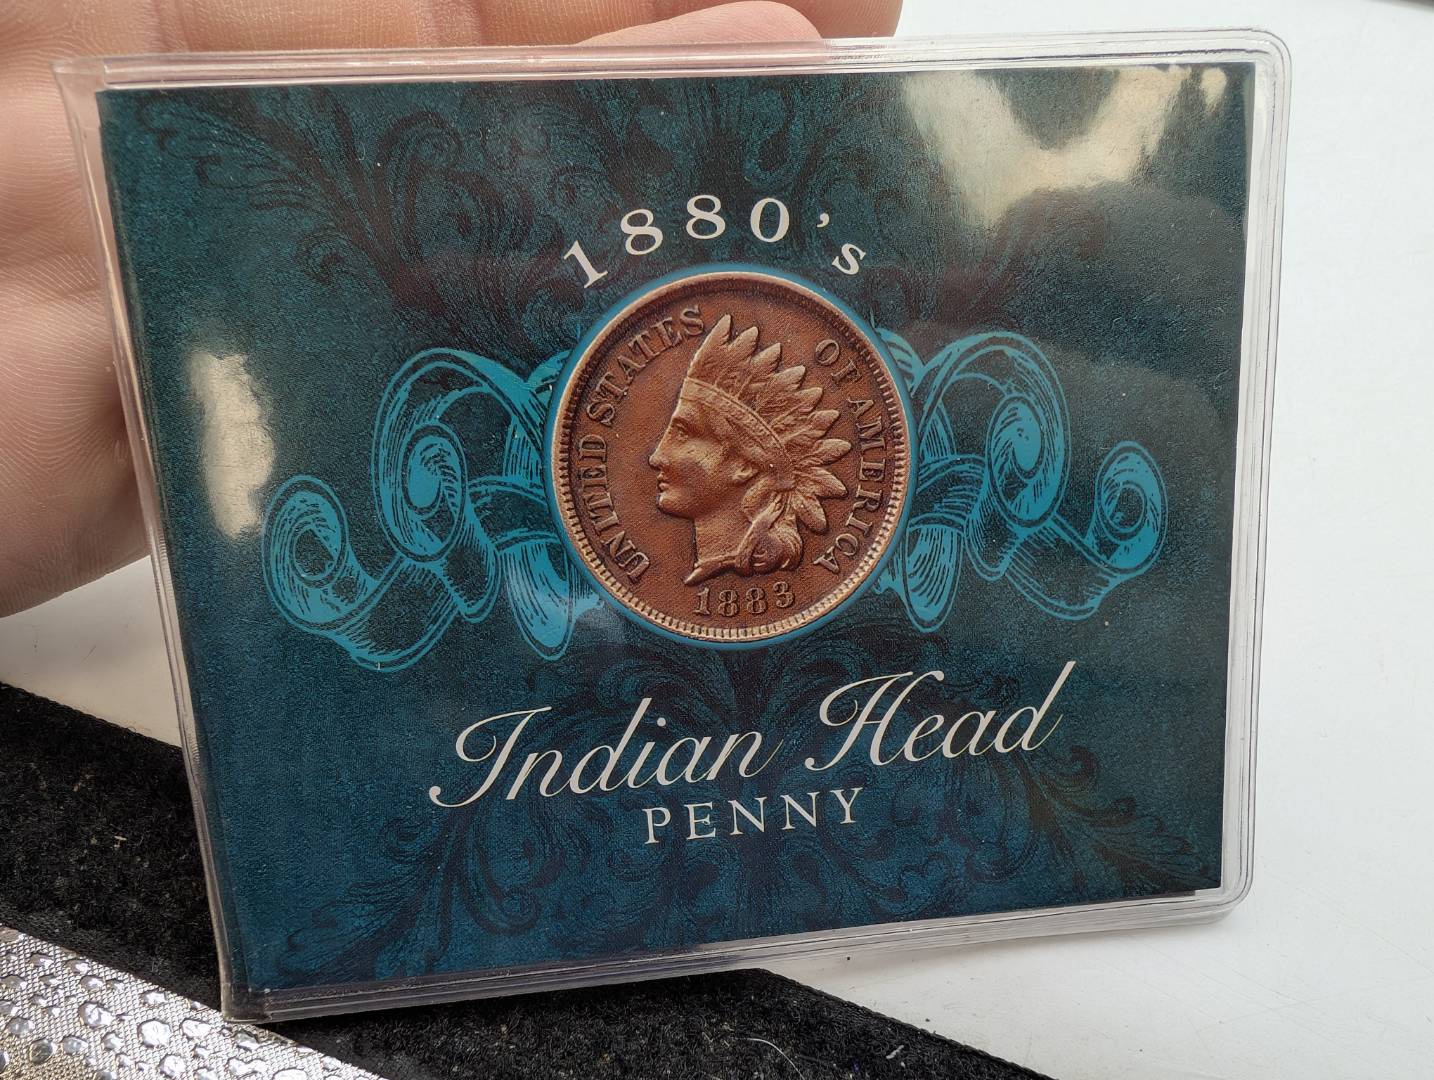 1880's
UNITED STATES OF AMERICA
1883
Indian Head
PENNY